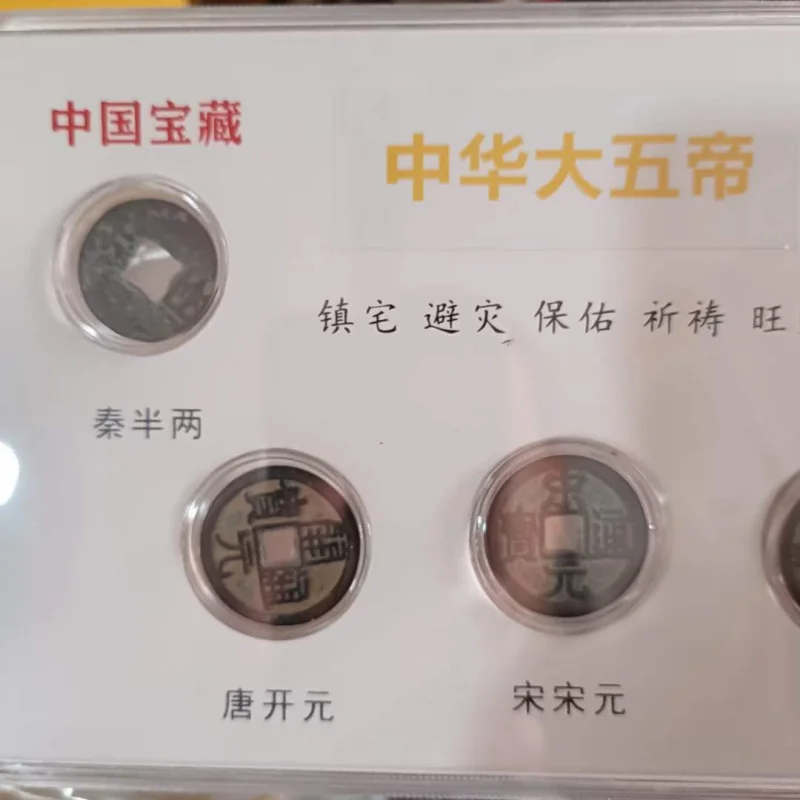 中国宝藏
中华大五帝
镇宅 避灾 保佑 祈祷 旺
秦半两
唐开元
宋宋元